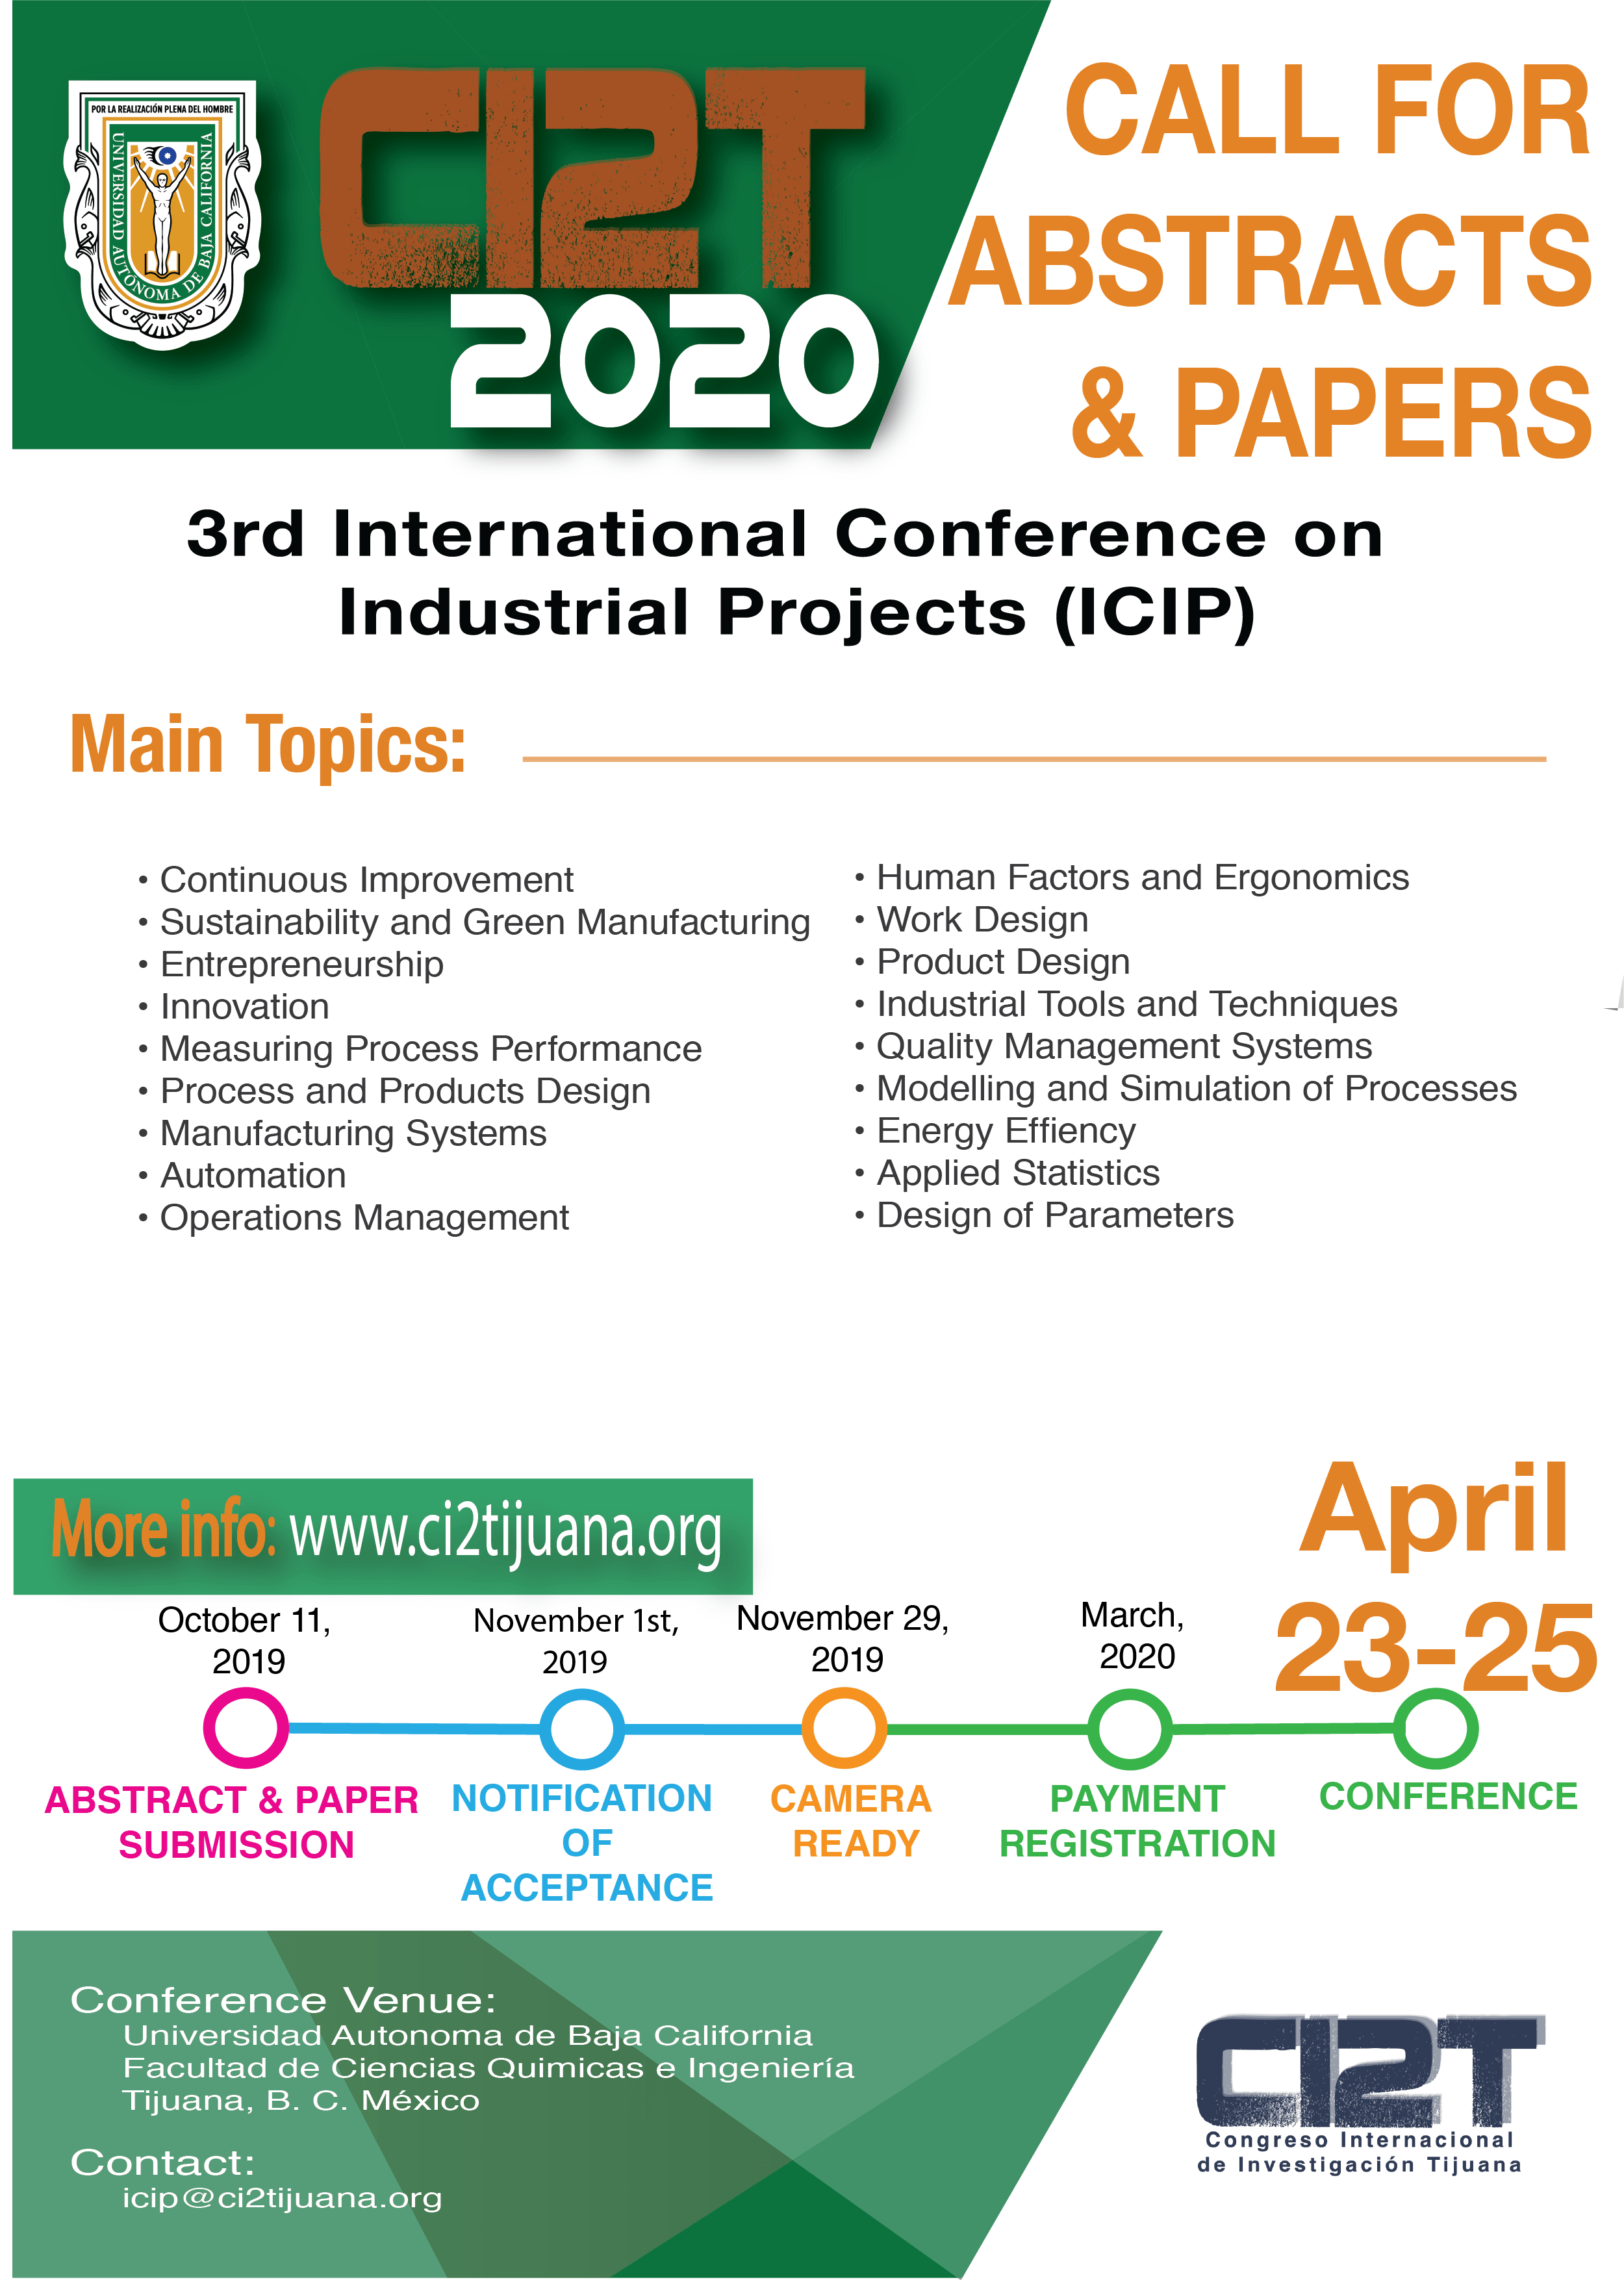 POR LA REALIZACIÓN PLENA DEL HOMBRE
UNIVERSIDAD AUTÓNOMA DE BAJA CALIFORNIA
CI2T
2020
CALL FOR
ABSTRACTS
& PAPERS
3rd International Conference on
Industrial Projects (ICIP)
Main Topics:
• Continuous Improvement
• Sustainability and Green Manufacturing
• Entrepreneurship
• Innovation
• Measuring Process Performance
• Process and Products Design
• Manufacturing Systems
• Automation
• Operations Management
• Human Factors and Ergonomics
• Work Design
• Product Design
• Industrial Tools and Techniques
• Quality Management Systems
• Modelling and Simulation of Processes
• Energy Effiency
• Applied Statistics
• Design of Parameters
More info: www.ci2tijuana.org
October 11,
2019
ABSTRACT & PAPER
SUBMISSION
November 1st,
2019
NOTIFICATION
OF
ACCEPTANCE
November 29,
2019
CAMERA
READY
March,
2020
PAYMENT
REGISTRATION
April
23-25
CONFERENCE
Conference Venue:
Universidad Autonoma de Baja California
Facultad de Ciencias Quimicas e Ingeniería
Tijuana, B. C. México
Contact:
icip@ci2tijuana.org
CI2T
Congreso Internacional
de Investigación Tijuana